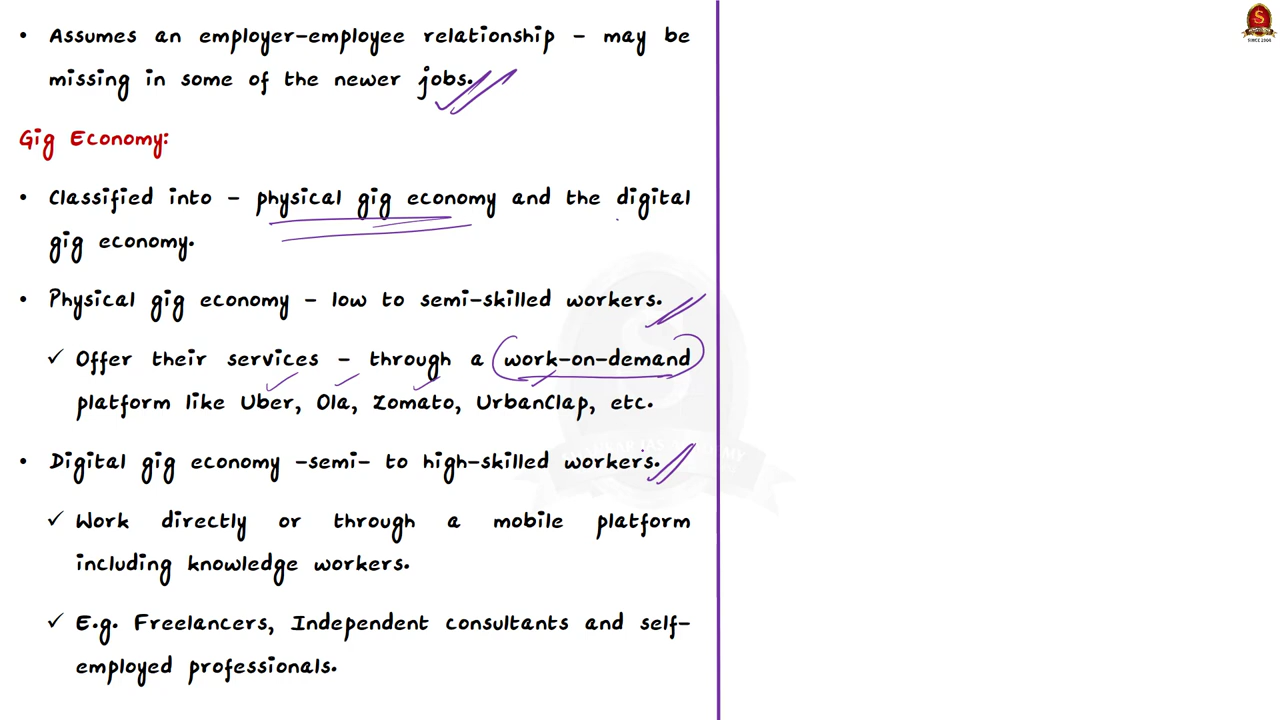 • Assumes an employer-employee relationship - may be
missing in some of the newer jobs.
Gig Economy:
• Classified into - physical gig economy and the digital
gig economy.
• Physical gig economy - low to semi-skilled workers.
✓ Offer their services - through a work-on-demand
platform like Uber, Ola, Zomato, UrbanClap, etc.
• Digital gig economy -semi- to high-skilled workers.
✓ Work directly or through a mobile platform
including knowledge workers.
✓ E.g. Freelancers, Independent consultants and self-
employed professionals.
S
SINCE 2004